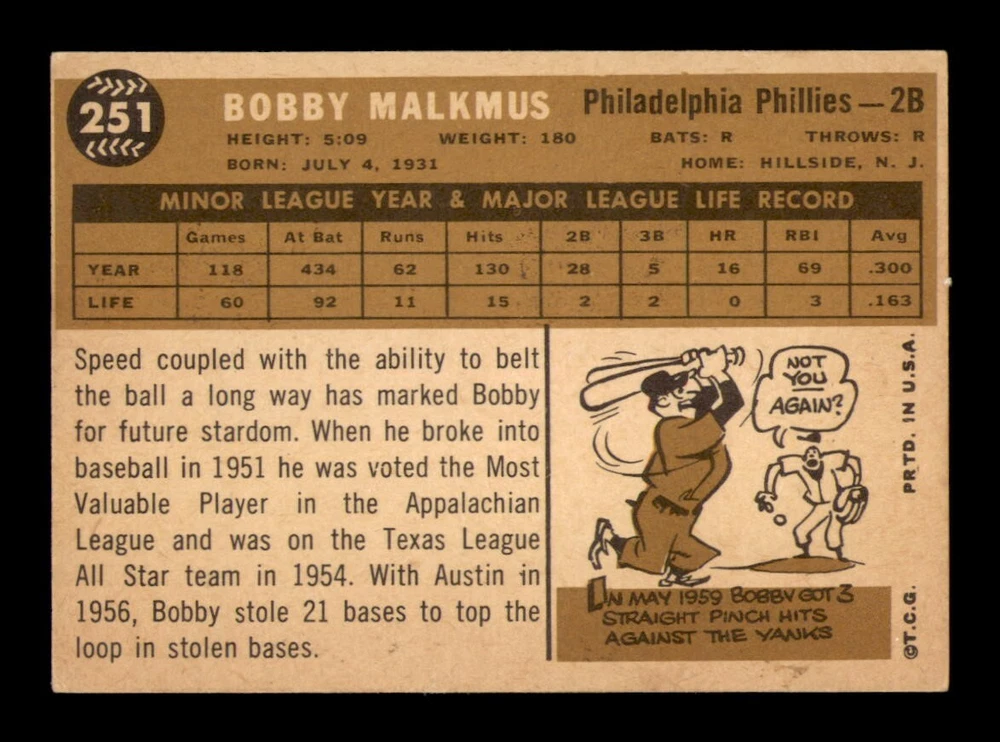 251
BOBBY MALKMUS Philadelphia Phillies — 2B
HEIGHT: 5:09 WEIGHT: 180 BATS: R THROWS: R
BORN: JULY 4, 1931 HOME: HILLSIDE, N. J.
MINOR LEAGUE YEAR & MAJOR LEAGUE LIFE RECORD
Games At Bat Runs Hits 2B 3B HR RBI Avg
YEAR 118 434 62 130 28 5 16 69 .300
LIFE 60 92 11 15 2 2 0 3 .163
Speed coupled with the ability to belt
the ball a long way has marked Bobby
for future stardom. When he broke into
baseball in 1951 he was voted the Most
Valuable Player in the Appalachian
League and was on the Texas League
All Star team in 1954. With Austin in
1956, Bobby stole 21 bases to top the
loop in stolen bases.
NOT
YOU
AGAIN?
IN MAY 1959 BOBBY GOT 3
STRAIGHT PINCH HITS
AGAINST THE YANKS
©T.C.G. PRTD. IN U.S.A.